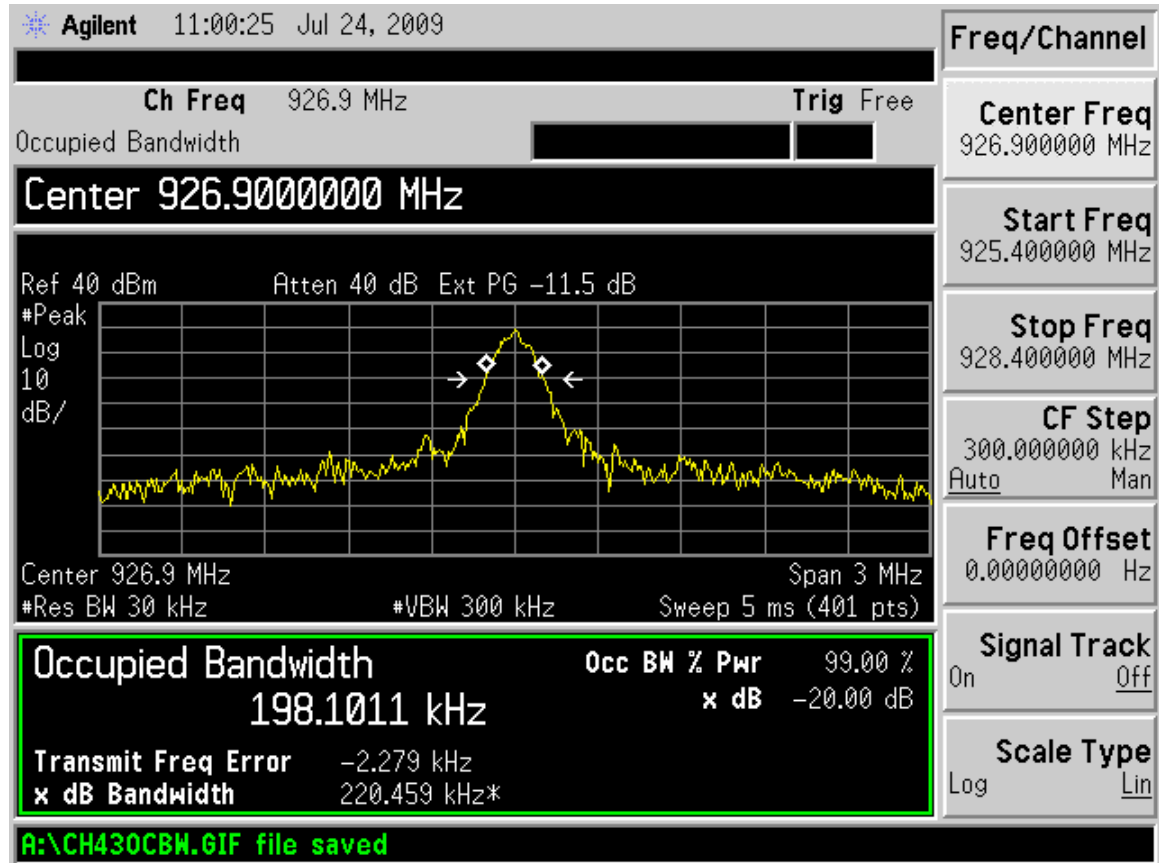 Agilent 11:00:25 Jul 24, 2009
Freq/Channel
Ch Freq 926.9 MHz Trig Free
Occupied Bandwidth
Center 926.9000000 MHz
Ref 40 dBm Atten 40 dB Ext PG -11.5 dB
#Peak
Log
10
dB/
Center 926.9 MHz Span 3 MHz
#Res BW 30 kHz #VBW 300 kHz Sweep 5 ms (401 pts)
Occupied Bandwidth Occ BW % Pwr 99.00 %
198.1011 kHz x dB -20.00 dB
Transmit Freq Error -2.279 kHz
x dB Bandwidth 220.459 kHz*
A:\CH43OCBW.GIF file saved
Center Freq
926.900000 MHz
Start Freq
925.400000 MHz
Stop Freq
928.400000 MHz
CF Step
300.000000 kHz
Auto Man
Freq Offset
0.00000000 Hz
Signal Track
On Off
Scale Type
Log Lin